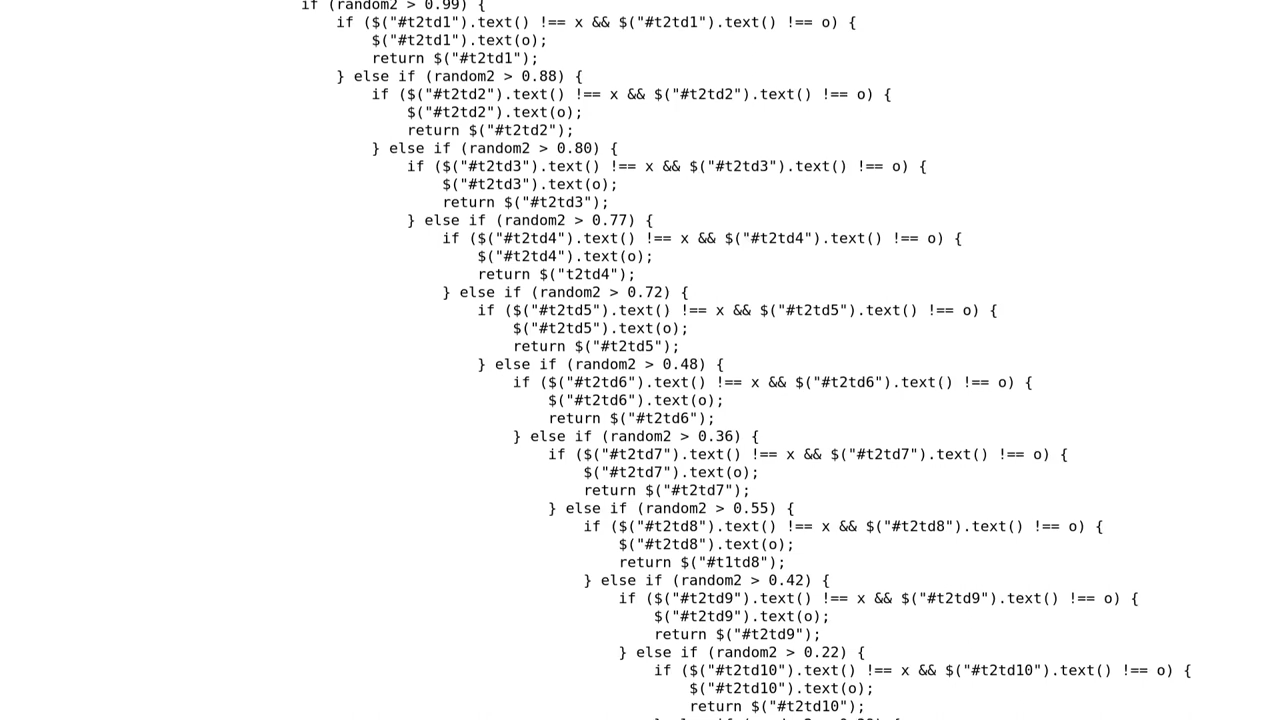 if (random2 > 0.99) {
if ($("#t2td1").text() !== x && $("#t2td1").text() !== o) {
$("#t2td1").text(o);
return $("#t2td1");
} else if (random2 > 0.88) {
if ($("#t2td2").text() !== x && $("#t2td2").text() !== o) {
$("#t2td2").text(o);
return $("#t2td2");
} else if (random2 > 0.80) {
if ($("#t2td3").text() !== x && $("#t2td3").text() !== o) {
$("#t2td3").text(o);
return $("#t2td3");
} else if (random2 > 0.77) {
if ($("#t2td4").text() !== x && $("#t2td4").text() !== o) {
$("#t2td4").text(o);
return $("t2td4");
} else if (random2 > 0.72) {
if ($("#t2td5").text() !== x && $("#t2td5").text() !== o) {
$("#t2td5").text(o);
return $("#t2td5");
} else if (random2 > 0.48) {
if ($("#t2td6").text() !== x && $("#t2td6").text() !== o) {
$("#t2td6").text(o);
return $("#t2td6");
} else if (random2 > 0.36) {
if ($("#t2td7").text() !== x && $("#t2td7").text() !== o) {
$("#t2td7").text(o);
return $("#t2td7");
} else if (random2 > 0.55) {
if ($("#t2td8").text() !== x && $("#t2td8").text() !== o) {
$("#t2td8").text(o);
return $("#t1td8");
} else if (random2 > 0.42) {
if ($("#t2td9").text() !== x && $("#t2td9").text() !== o) {
$("#t2td9").text(o);
return $("#t2td9");
} else if (random2 > 0.22) {
if ($("#t2td10").text() !== x && $("#t2td10").text() !== o) {
$("#t2td10").text(o);
return $("#t2td10");